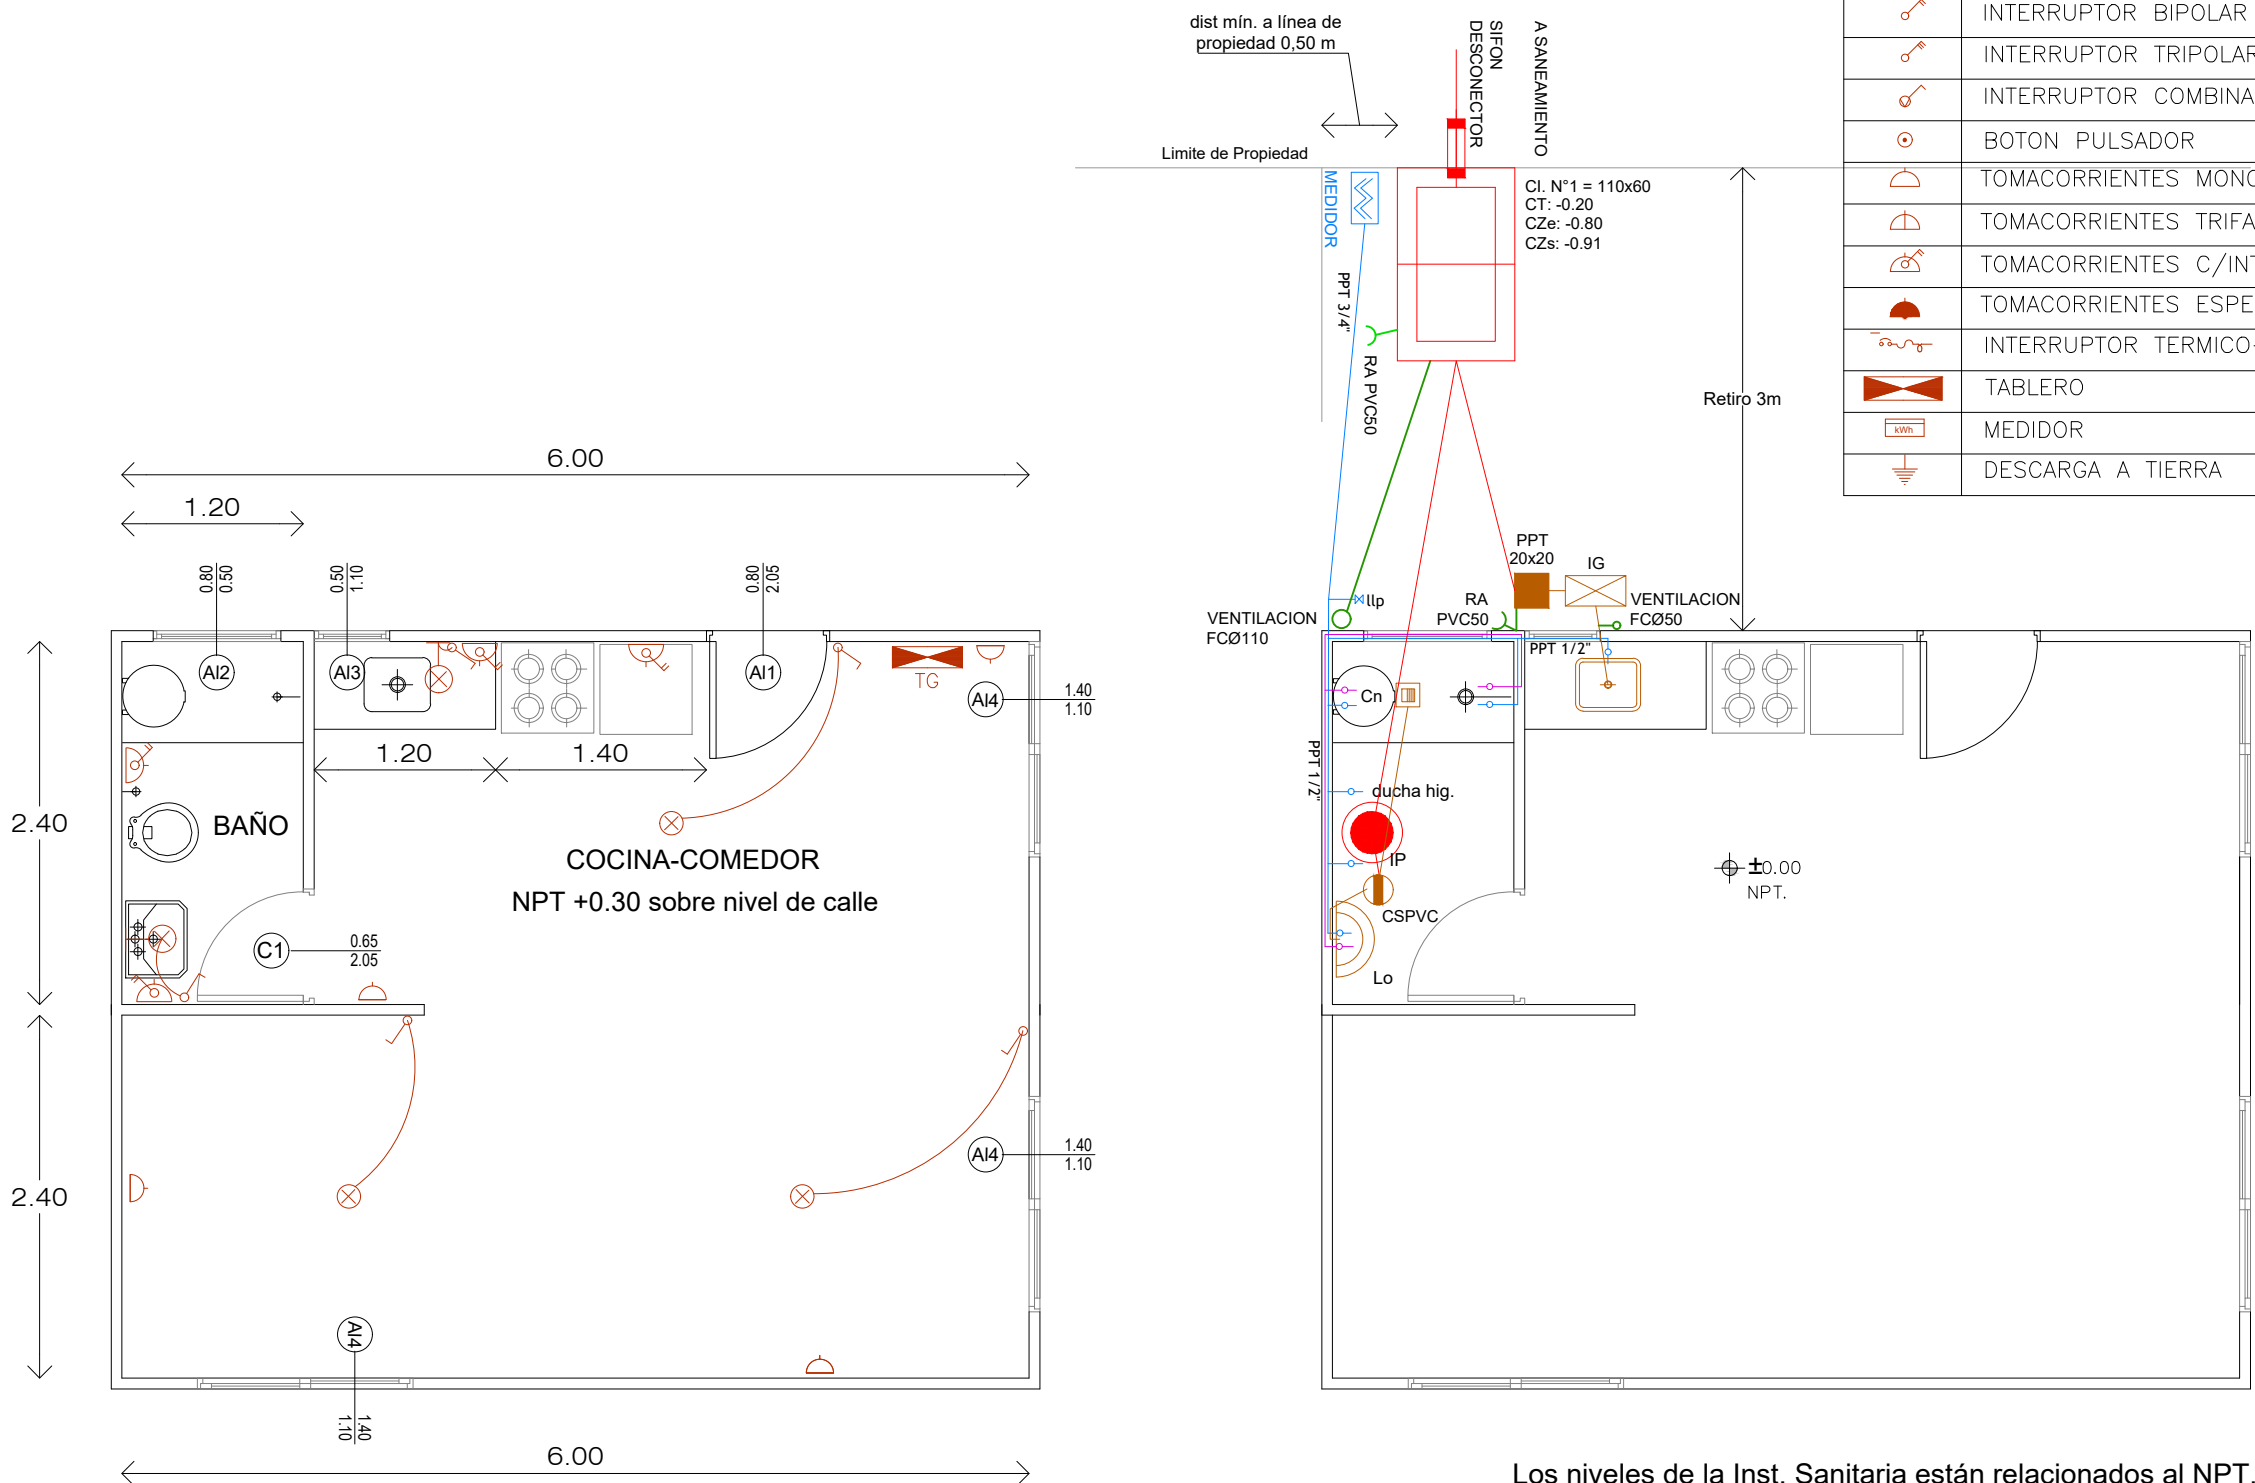 dist mín. a línea de
propiedad 0,50 m
SIFON
DESCONECTOR
A SANEAMIENTO
Limite de Propiedad
MEDIDOR
CI. N°1 = 110x60
CT: -0.20
CZe: -0.80
CZs: -0.91
PPT 3/4"
RA PVC50
Retiro 3m
INTERRUPTOR BIPOLAR
INTERRUPTOR TRIPOLAR
INTERRUPTOR COMBINA
BOTON PULSADOR
TOMACORRIENTES MONO
TOMACORRIENTES TRIFA
TOMACORRIENTES C/INT
TOMACORRIENTES ESPE
INTERRUPTOR TERMICO-
TABLERO
kWh
MEDIDOR
DESCARGA A TIERRA
6.00
1.20
0.80
0.50
0.50
1.10
0.80
2.05
AI2
AI3
AI1
TG
AI4
1.40
1.10
1.20
1.40
2.40
BAÑO
COCINA-COMEDOR
NPT +0.30 sobre nivel de calle
C1
0.65
2.05
2.40
AI4
1.40
1.10
AI4
1.40
1.10
6.00
PPT
20x20
IG
VENTILACION
FCØ110
llp
RA
PVC50
VENTILACION
FCØ50
PPT 1/2"
Cn
PPT 1/2"
ducha hig.
IP
CSPVC
Lo
±0.00
NPT.
Los niveles de la Inst. Sanitaria están relacionados al NPT.